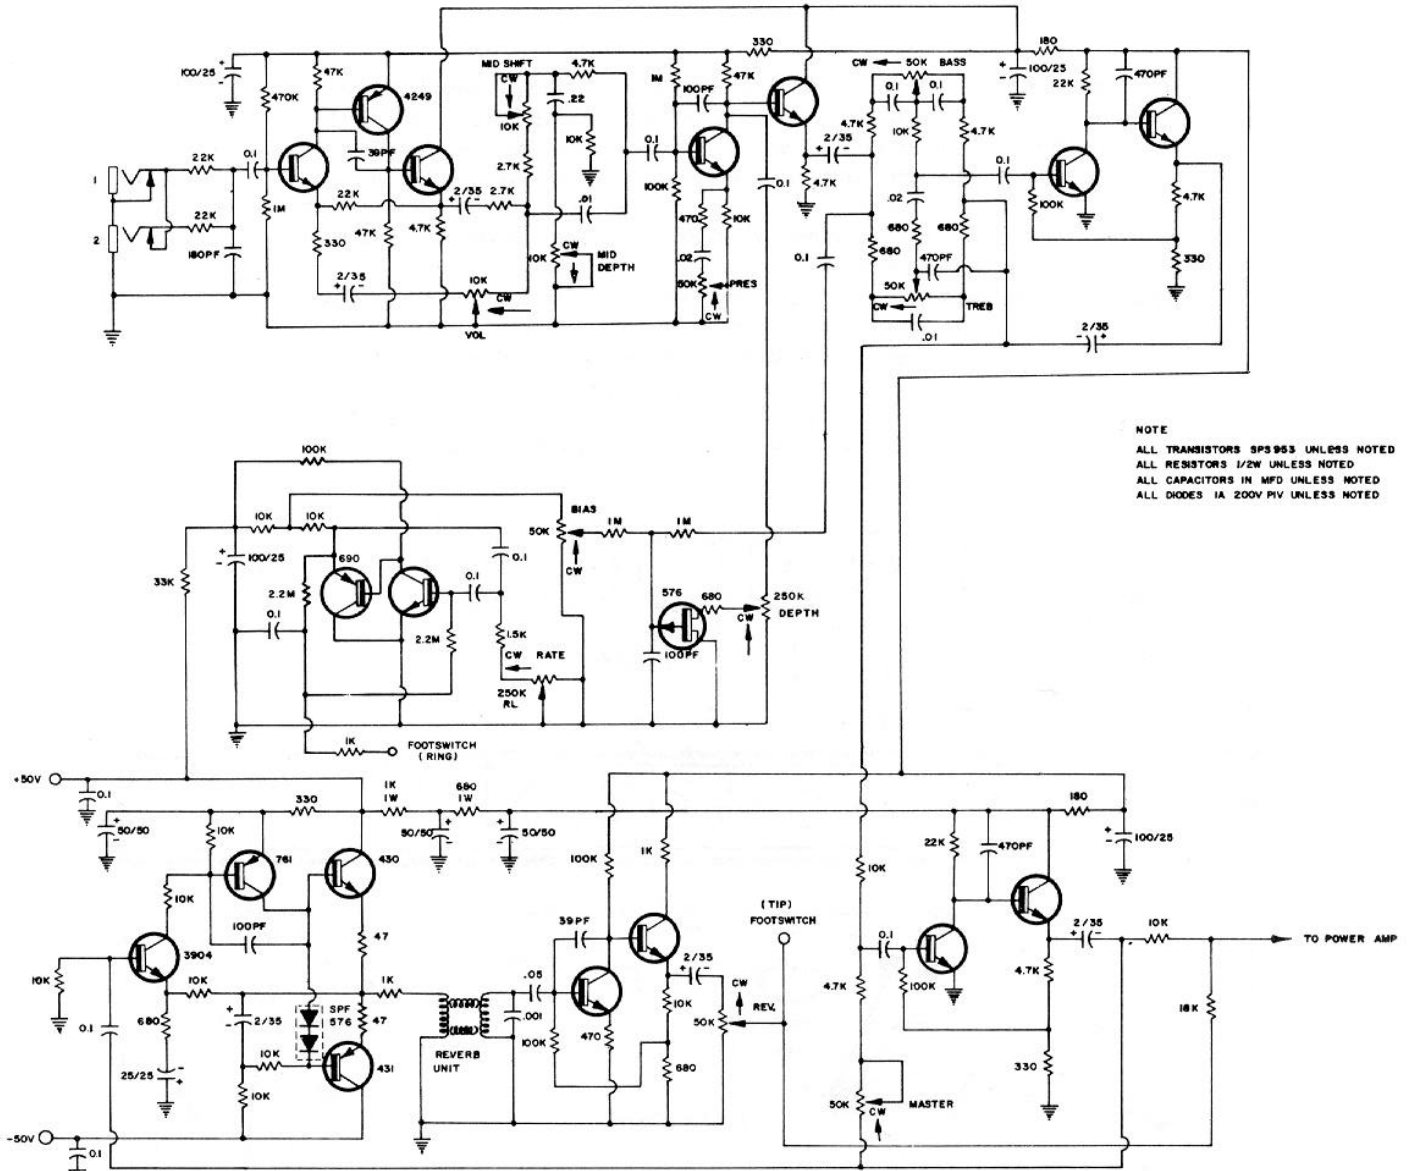 330
180
100/25
47K
MID SHIFT
CW
4.7K
CW
50K
BASS
+
-
100/25
470PF
22K
470K
4249
.22
1M
47K
100PF
0.1
0.1
10K
10K
4.7K
10K
4.7K
39PF
22K
0.1
2.7K
0.1
2/35
+
-
4.7K
0.1
1
22K
2/35
+
-
2.7K
100K
0.1
.02
100K
4.7K
1M
22K
.01
470
10K
680
680
2
180PF
330
47K
4.7K
CW
10K
MID
DEPTH
.02
680
470PF
330
0.1
2/35
+
-
10K
CW
50K
PRES
CW
50K
CW
TREB
VOL
.01
2/35
-
+
NOTE
ALL TRANSISTORS SPS953 UNLESS NOTED
ALL RESISTORS 1/2W UNLESS NOTED
ALL CAPACITORS IN MFD UNLESS NOTED
ALL DIODES 1A 200V PIV UNLESS NOTED
100K
BIAS
10K
10K
50K
1M
1M
+
-
100/25
690
0.1
CW
33K
2.2M
0.1
576
680
250K
DEPTH
CW
0.1
2.2M
1.5K
100PF
CW
RATE
250K
RL
1K
FOOTSWITCH
(RING)
+50V
0.1
330
1K
1W
680
1W
180
+
-
50/50
10K
50/50
50/50
22K
470PF
+
-
100/25
761
430
100K
1K
10K
10K
(TIP)
FOOTSWITCH
100PF
47
39PF
0.1
2/35
+
-
10K
TO POWER AMP
3904
2/35
+
-
CW
10K
10K
1K
.05
4.7K
100K
4.7K
REV.
10K
18K
680
2/35
+
-
SPF
576
47
.001
50K
0.1
100K
470
REVERB
UNIT
680
330
25/25
-
+
10K
431
10K
50K
MASTER
CW
-50V
0.1